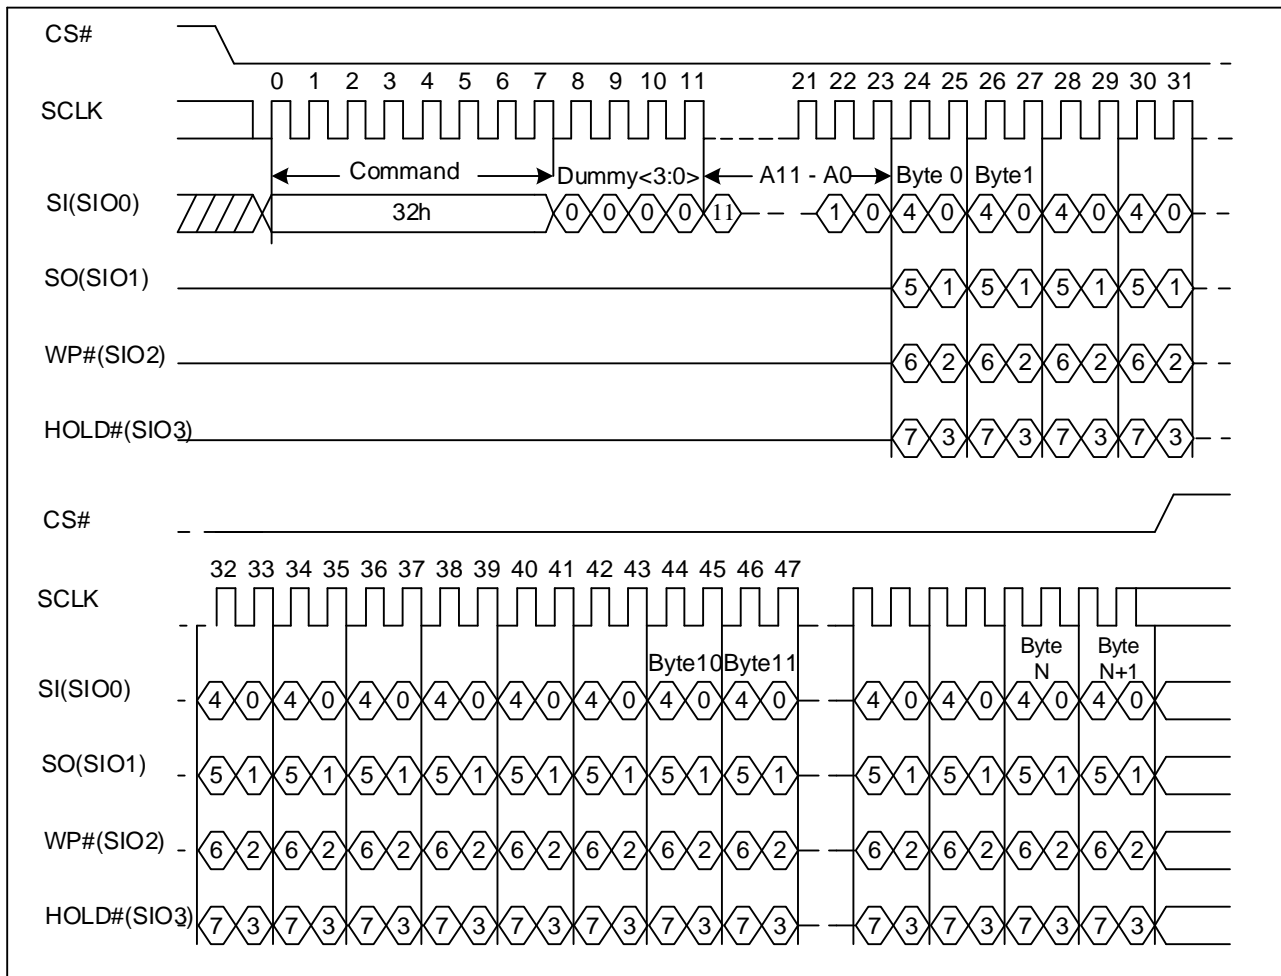 CS#
0 1 2 3 4 5 6 7 8 9 10 11 21 22 23 24 25 26 27 28 29 30 31
SCLK
Command Dummy<3:0> A11 - A0 Byte 0 Byte1
SI(SIO0) 32h 0 0 0 0 11 1 0 4 0 4 0 4 0 4 0
SO(SIO1) 5 1 5 1 5 1 5 1
WP#(SIO2) 6 2 6 2 6 2 6 2
HOLD#(SIO3) 7 3 7 3 7 3 7 3
CS#
32 33 34 35 36 37 38 39 40 41 42 43 44 45 46 47
SCLK
Byte10 Byte11 Byte N Byte N+1
SI(SIO0) 4 0 4 0 4 0 4 0 4 0 4 0 4 0 4 0 4 0 4 0 4 0 4 0
SO(SIO1) 5 1 5 1 5 1 5 1 5 1 5 1 5 1 5 1 5 1 5 1 5 1 5 1
WP#(SIO2) 6 2 6 2 6 2 6 2 6 2 6 2 6 2 6 2 6 2 6 2 6 2 6 2
HOLD#(SIO3) 7 3 7 3 7 3 7 3 7 3 7 3 7 3 7 3 7 3 7 3 7 3 7 3